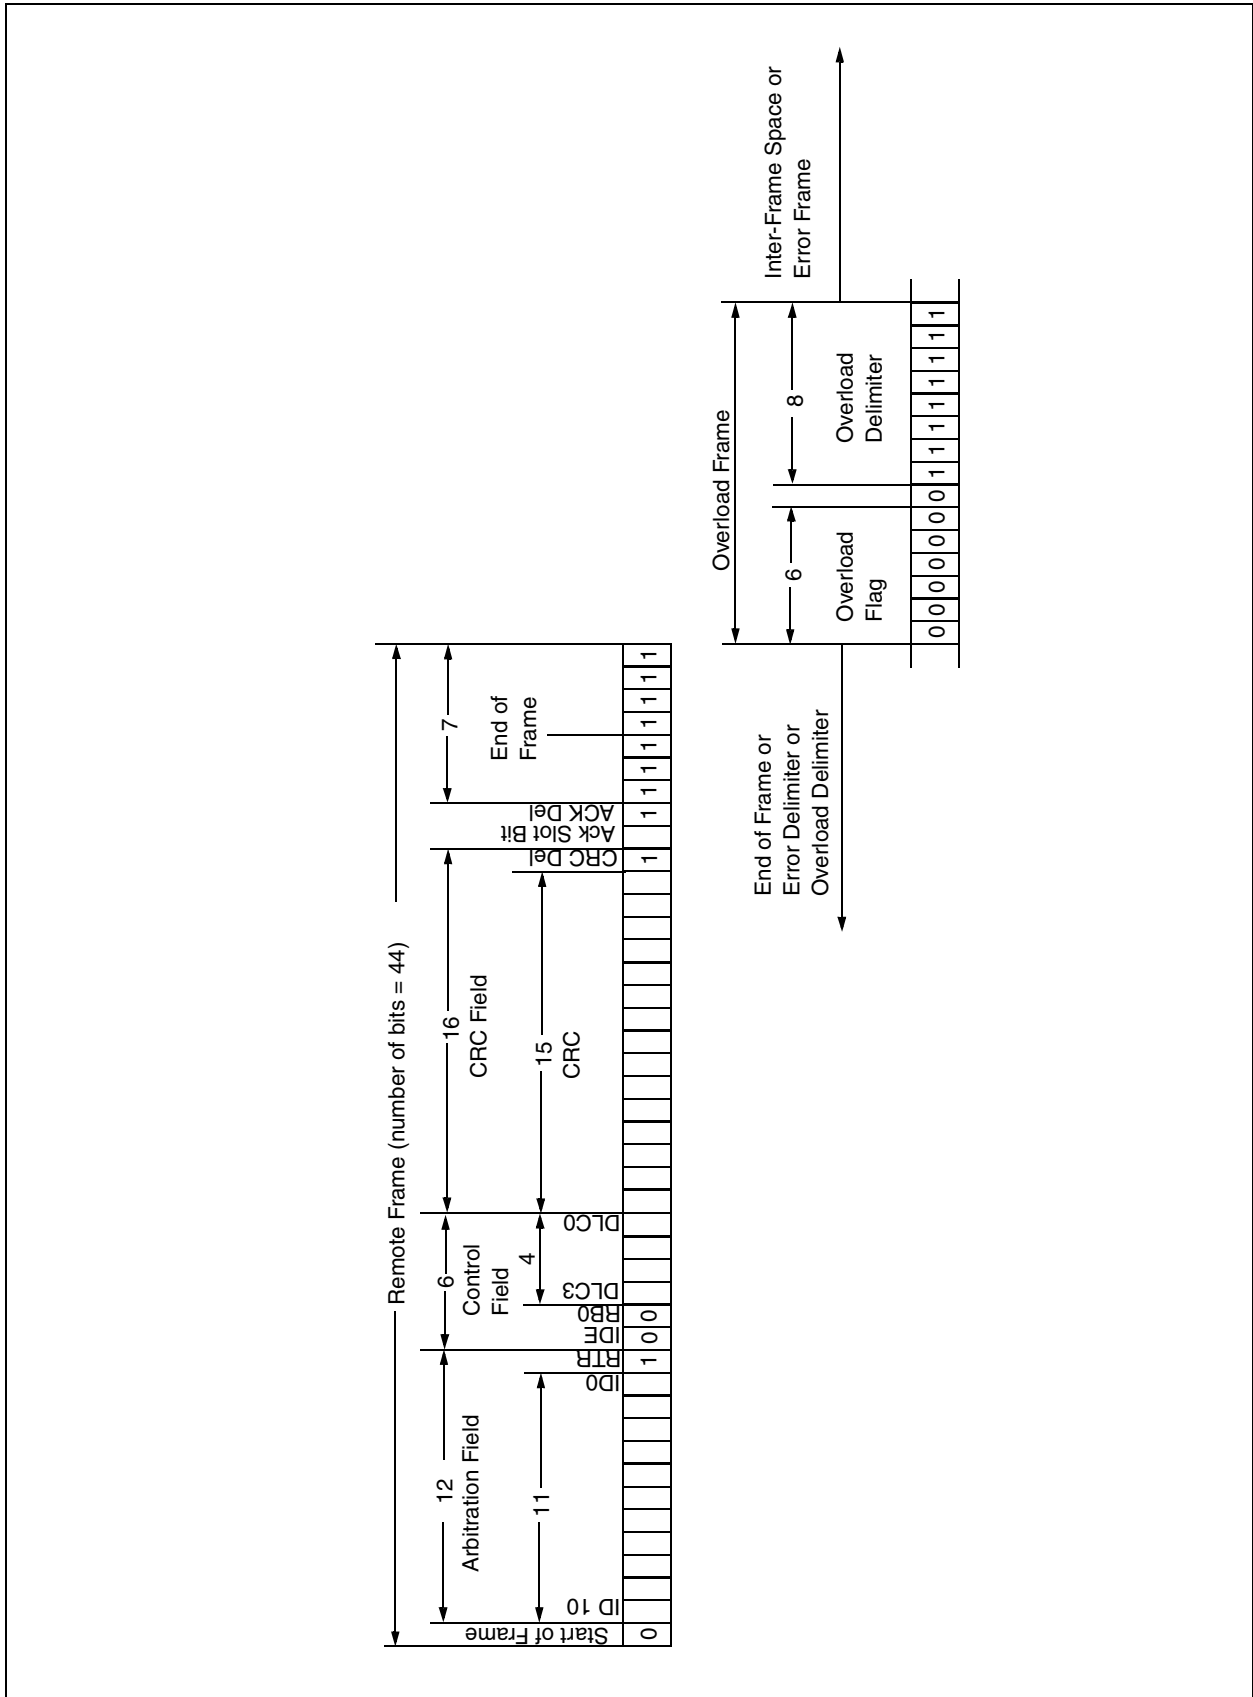 Remote Frame (number of bits = 44)
12
Arbitration Field
6
Control
Field
16
CRC Field
7
End of
Frame
11
4
15
CRC
Start of Frame
ID 10
ID0
RTR
IDE
RB0
DLC3
DLC0
CRC Del
Ack Slot Bit
ACK Del
0 1 0 0 1 1 1 1 1 1 1 1 1
Overload Frame
Inter-Frame Space or
Error Frame
End of Frame or
Error Delimiter or
Overload Delimiter
6
Overload
Flag
8
Overload
Delimiter
0 0 0 0 0 0 0 1 1 1 1 1 1 1 1